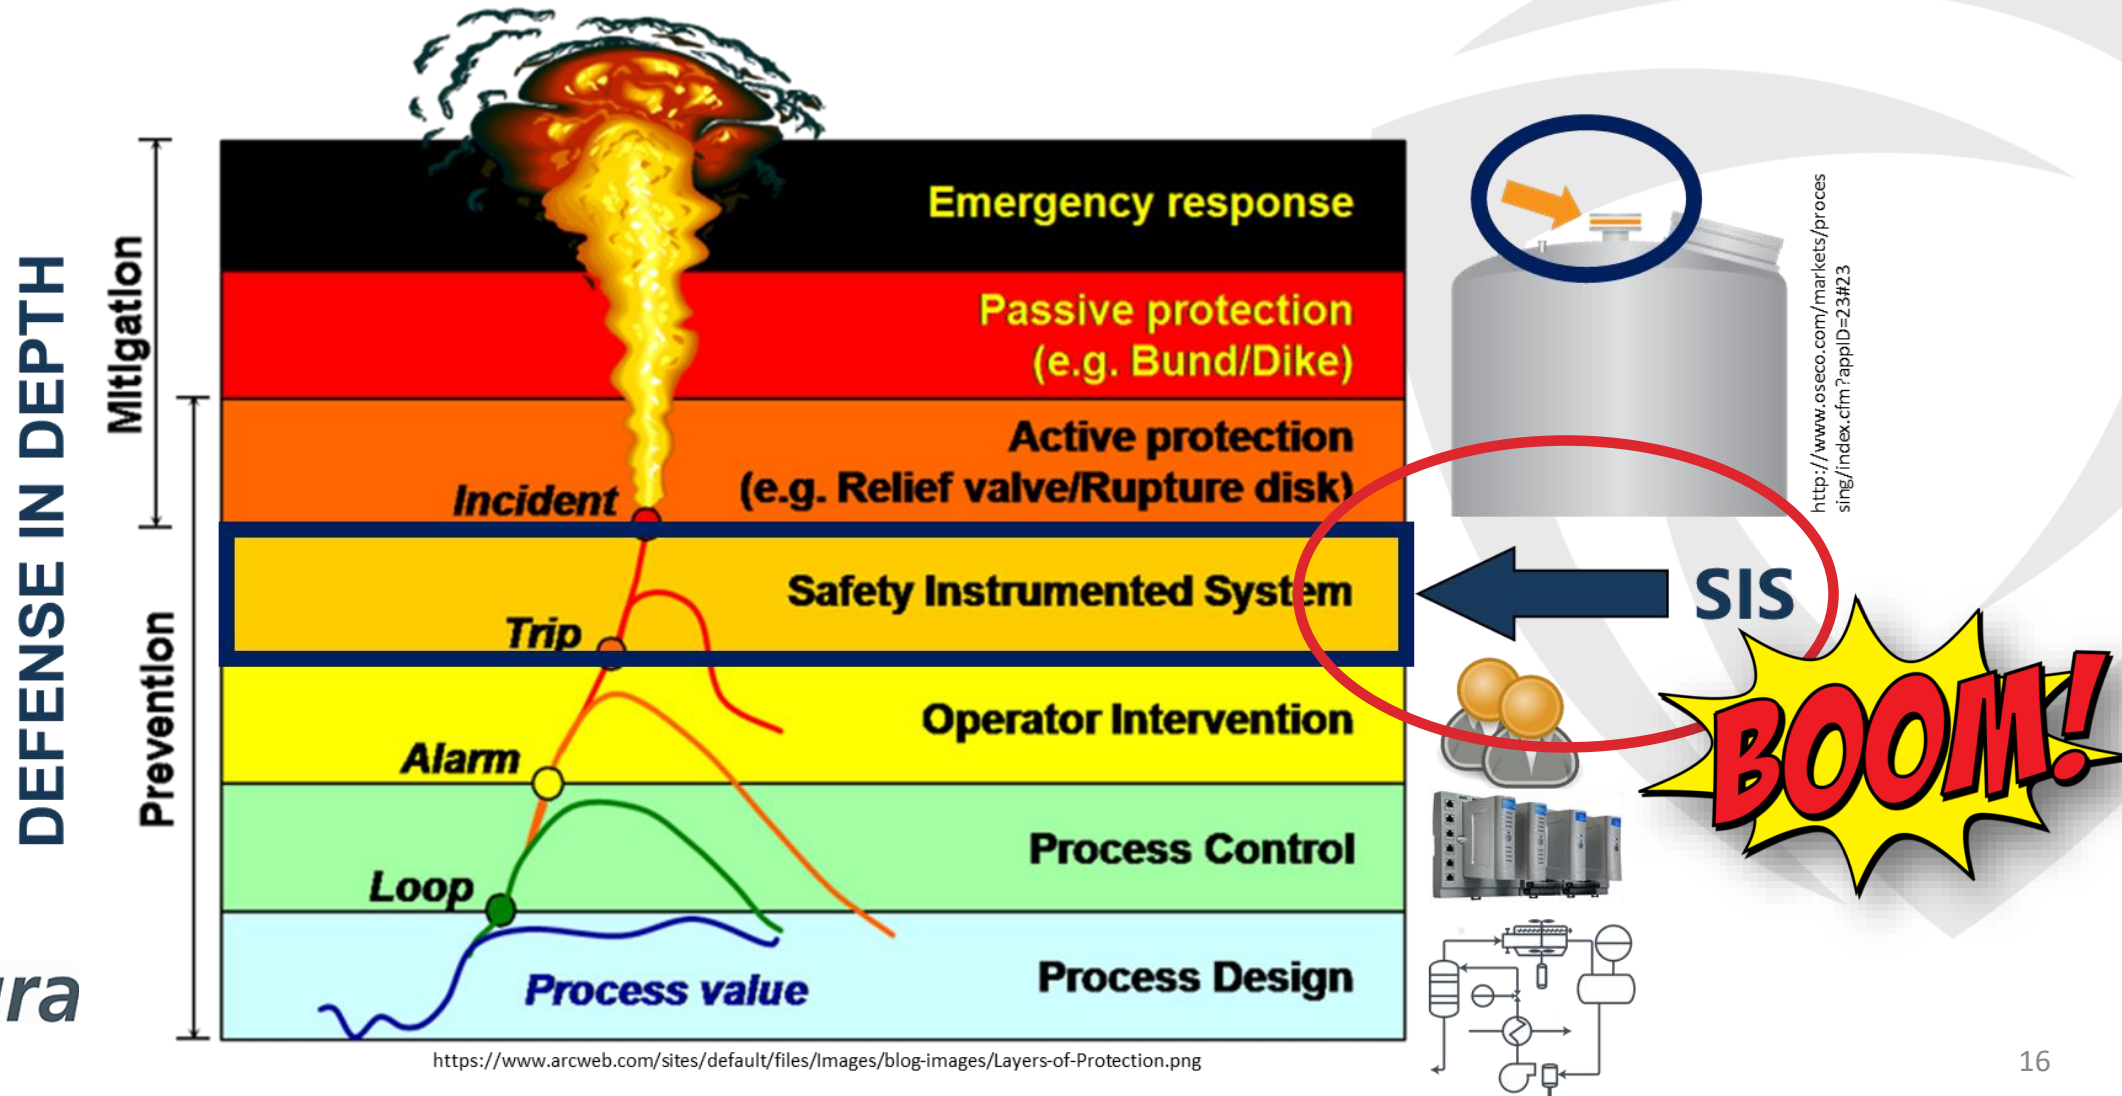 DEFENSE IN DEPTH
Mitigation
Prevention
Emergency response
Passive protection
(e.g. Bund/Dike)
Active protection
(e.g. Relief valve/Rupture disk)
Incident
Safety Instrumented System
Trip
Operator Intervention
Alarm
Process Control
Loop
Process Design
Process value
http://www.oseco.com/markets/proces
sing/index.cfm?appID=23#23
SIS
BOOM!
ura
https://www.arcweb.com/sites/default/files/Images/blog-images/Layers-of-Protection.png
16